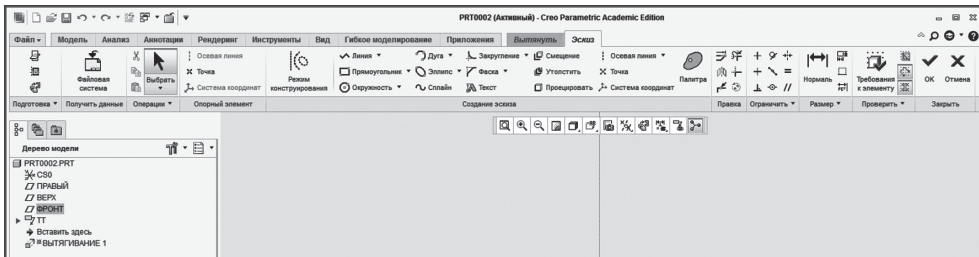 PRT0002 (Активный) - Creo Parametric Academic Edition
Файл Модель Анализ Аннотации Рендеринг Инструменты Вид Гибкое моделирование Приложения Вытянуть Эскиз
Файловая система
Выбрать
Осевая линия
Точка
Система координат
Режим конструирования
Линия Дуга Закругление Смещение Осевая линия
Прямоугольник Эллипс Фаска Утолстить Точка
Окружность Сплайн Текст Проецировать Система координат
Палитра
Нормаль
Требования к элементу
OK Отмена
Подготовка Получить данные Операции Опорный элемент Создание эскиза Правка Ограничить Размер Проверить Закрыть
Дерево модели
PRT0002.PRT
CS0
ПРАВЫЙ
ВЕРХ
ФРОНТ
ТТ
Вставить здесь
ВЫТЯГИВАНИЕ 1